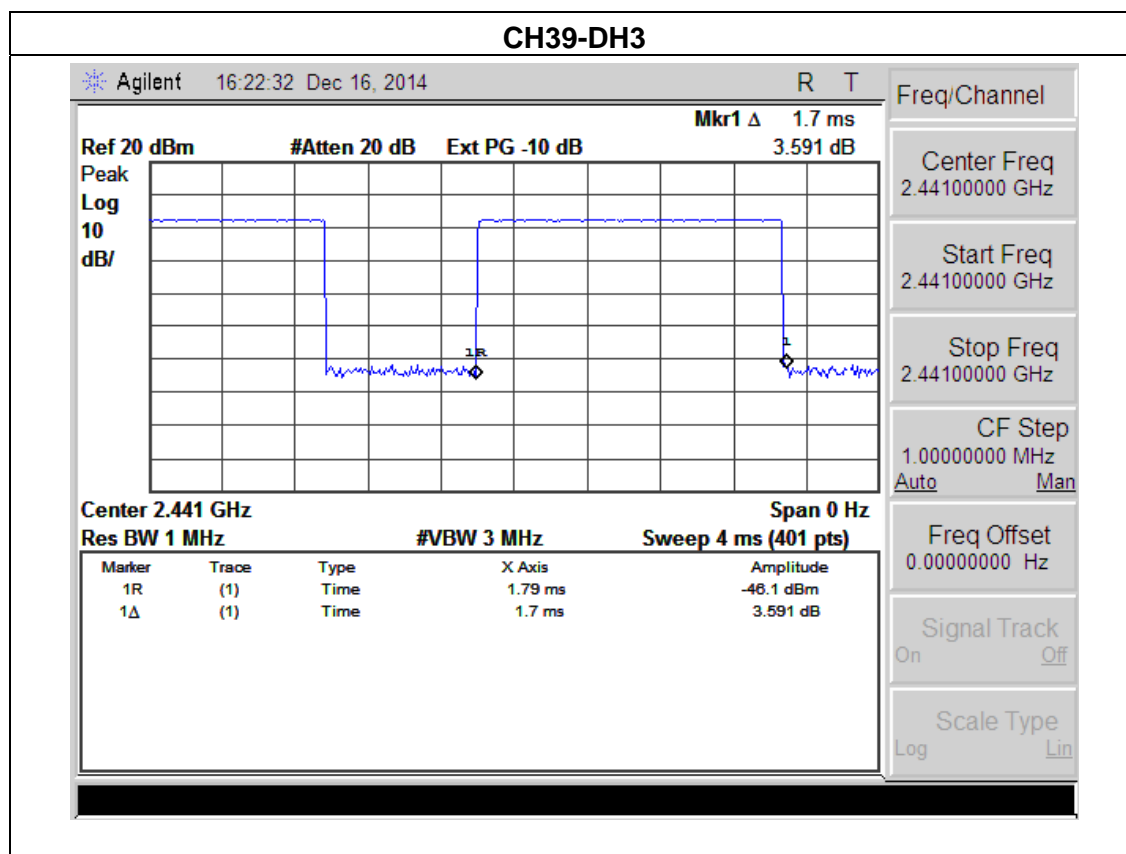 CH39-DH3
Agilent 16:22:32 Dec 16, 2014 R T
Mkr1 Δ 1.7 ms
Ref 20 dBm #Atten 20 dB Ext PG -10 dB 3.591 dB
Peak
Log
10
dB/
1R
1
Center 2.441 GHz Span 0 Hz
Res BW 1 MHz #VBW 3 MHz Sweep 4 ms (401 pts)
Marker Trace Type X Axis Amplitude
1R (1) Time 1.79 ms -46.1 dBm
1Δ (1) Time 1.7 ms 3.591 dB
Freq/Channel
Center Freq
2.44100000 GHz
Start Freq
2.44100000 GHz
Stop Freq
2.44100000 GHz
CF Step
1.00000000 MHz
Auto Man
Freq Offset
0.00000000 Hz
Signal Track
On Off
Scale Type
Log Lin